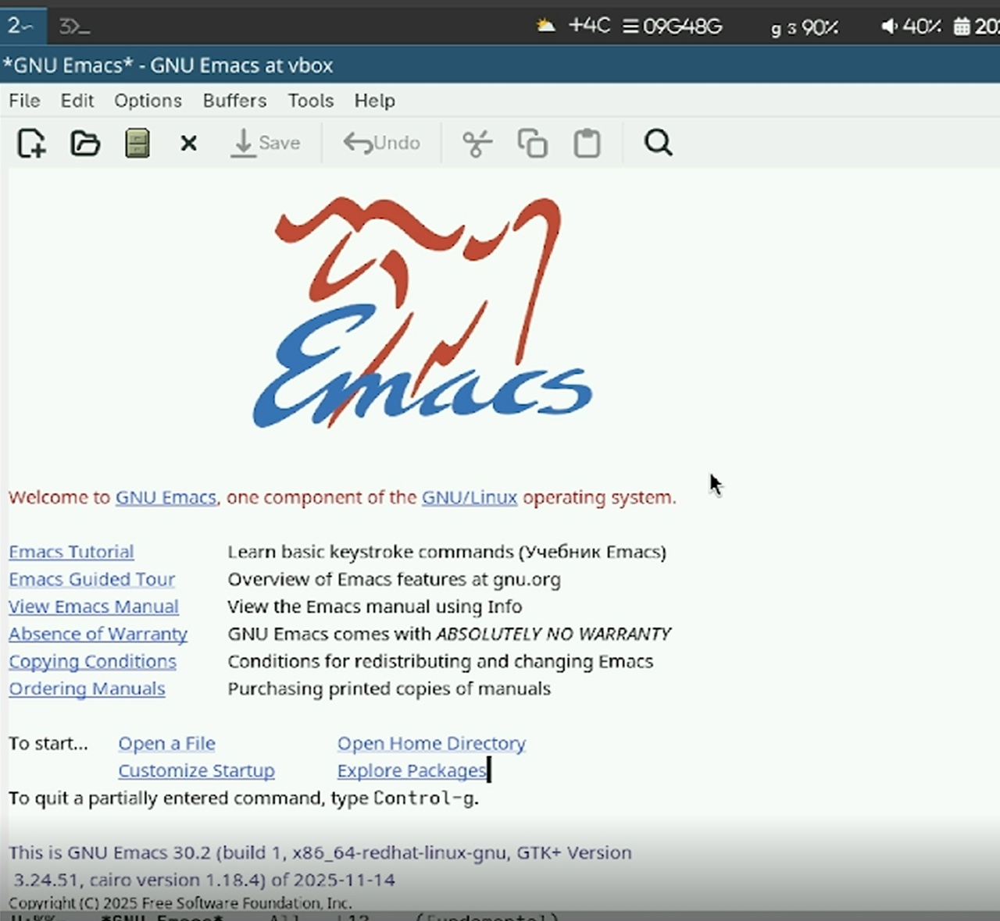 2 3 +4C 09G48G g 3 90% 40% 20
*GNU Emacs* - GNU Emacs at vbox
File Edit Options Buffers Tools Help
Save Undo
Emacs
Welcome to GNU Emacs, one component of the GNU/Linux operating system.
Emacs Tutorial Learn basic keystroke commands (Учебник Emacs)
Emacs Guided Tour Overview of Emacs features at gnu.org
View Emacs Manual View the Emacs manual using Info
Absence of Warranty GNU Emacs comes with ABSOLUTELY NO WARRANTY
Copying Conditions Conditions for redistributing and changing Emacs
Ordering Manuals Purchasing printed copies of manuals
To start... Open a File Open Home Directory
Customize Startup Explore Packages
To quit a partially entered command, type Control-g.
This is GNU Emacs 30.2 (build 1, x86_64-redhat-linux-gnu, GTK+ Version
3.24.51, cairo version 1.18.4) of 2025-11-14
Copyright (C) 2025 Free Software Foundation, Inc.
*GNU Emacs* All (Fundamental)